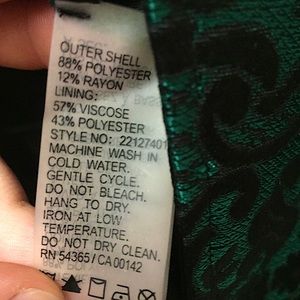 OUTER SHELL
88% POLYESTER
12% RAYON
LINING:
57% VISCOSE
43% POLYESTER
STYLE NO: 22127401
MACHINE WASH IN
COLD WATER.
GENTLE CYCLE.
DO NOT BLEACH.
HANG TO DRY.
IRON AT LOW
TEMPERATURE.
DO NOT DRY CLEAN.
RN 54365 / CA 00142